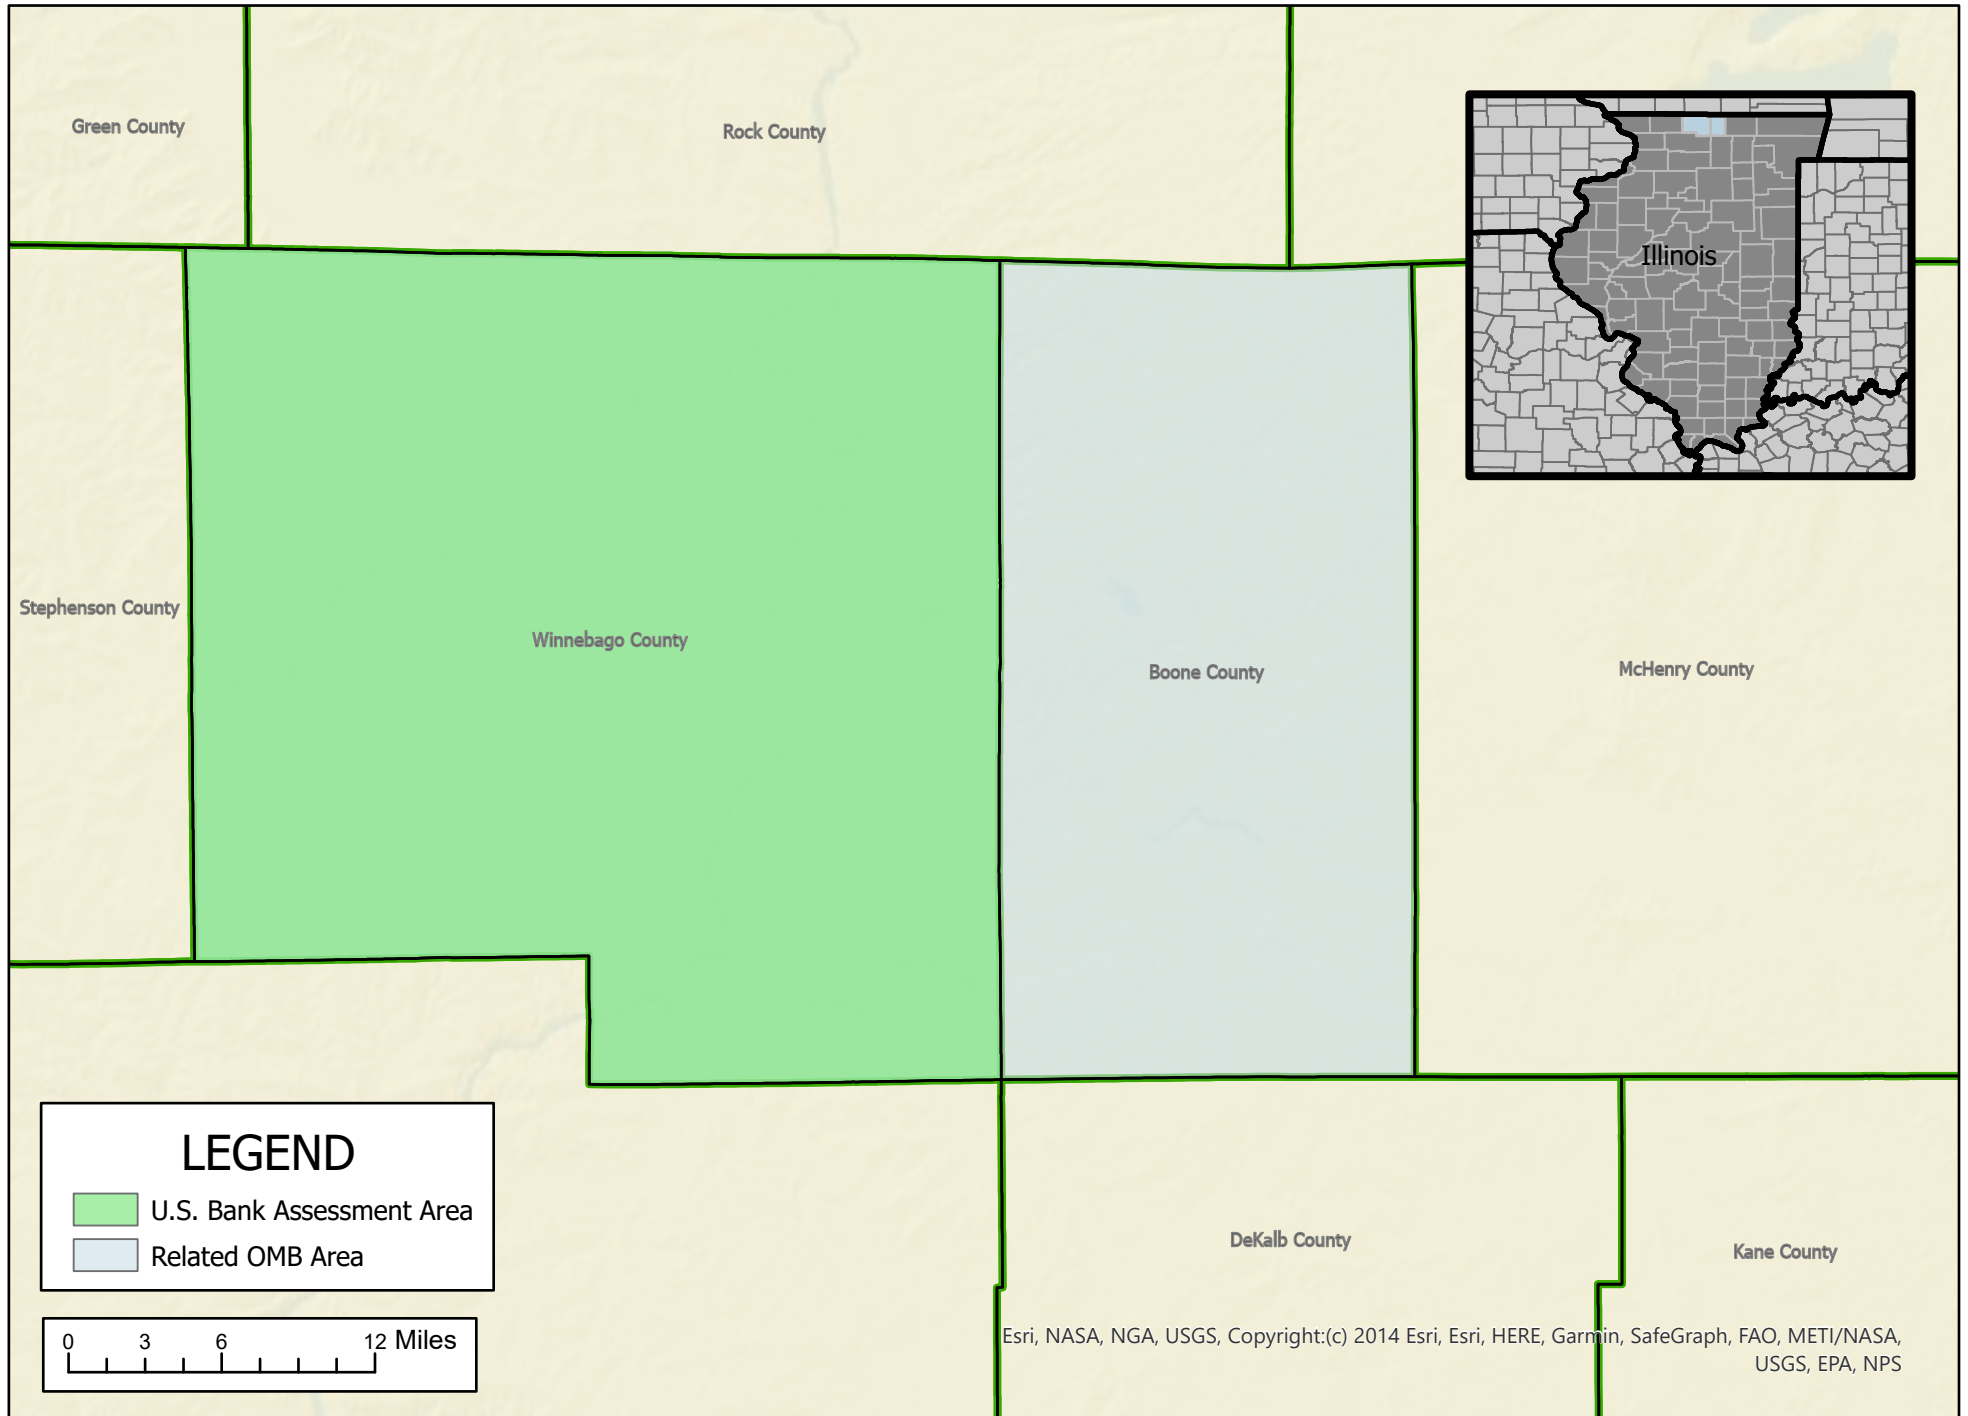 Green County
Rock County
Illinois
Stephenson County
Winnebago County
Boone County
McHenry County
LEGEND
U.S. Bank Assessment Area
Related OMB Area
DeKalb County
Kane County
0 3 6 12 Miles
Esri, NASA, NGA, USGS, Copyright:(c) 2014 Esri, Esri, HERE, Garmin, SafeGraph, FAO, METI/NASA,
USGS, EPA, NPS